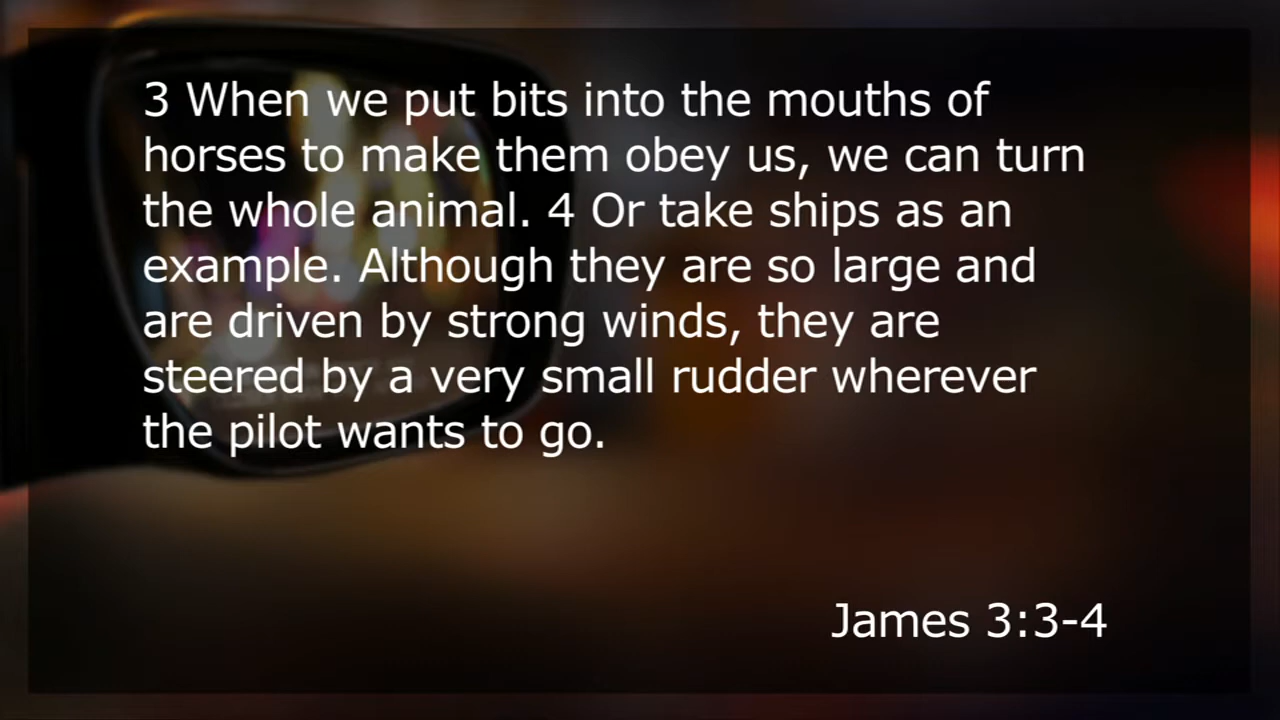 3 When we put bits into the mouths of
horses to make them obey us, we can turn
the whole animal. 4 Or take ships as an
example. Although they are so large and
are driven by strong winds, they are
steered by a very small rudder wherever
the pilot wants to go.
James 3:3-4